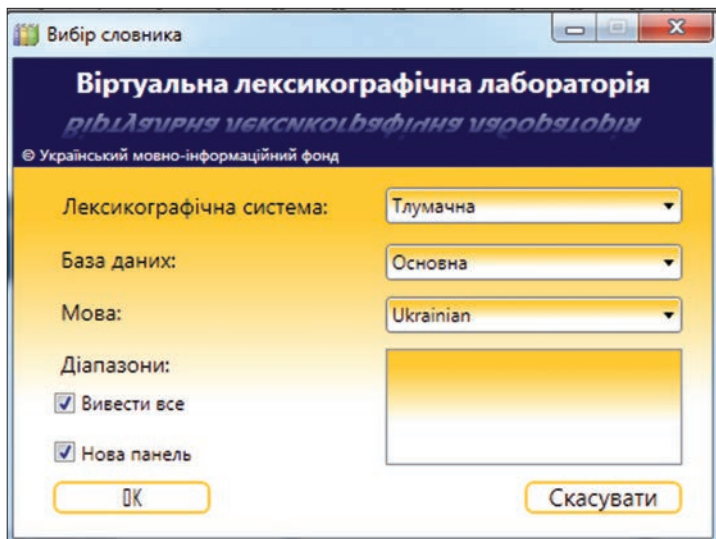 Вибір словника
Віртуальна лексикографічна лабораторія
© Український мовно-інформаційний фонд
Лексикографічна система: Тлумачна
База даних: Основна
Мова: Ukrainian
Діапазони:
Вивести все
Нова панель
OK Скасувати